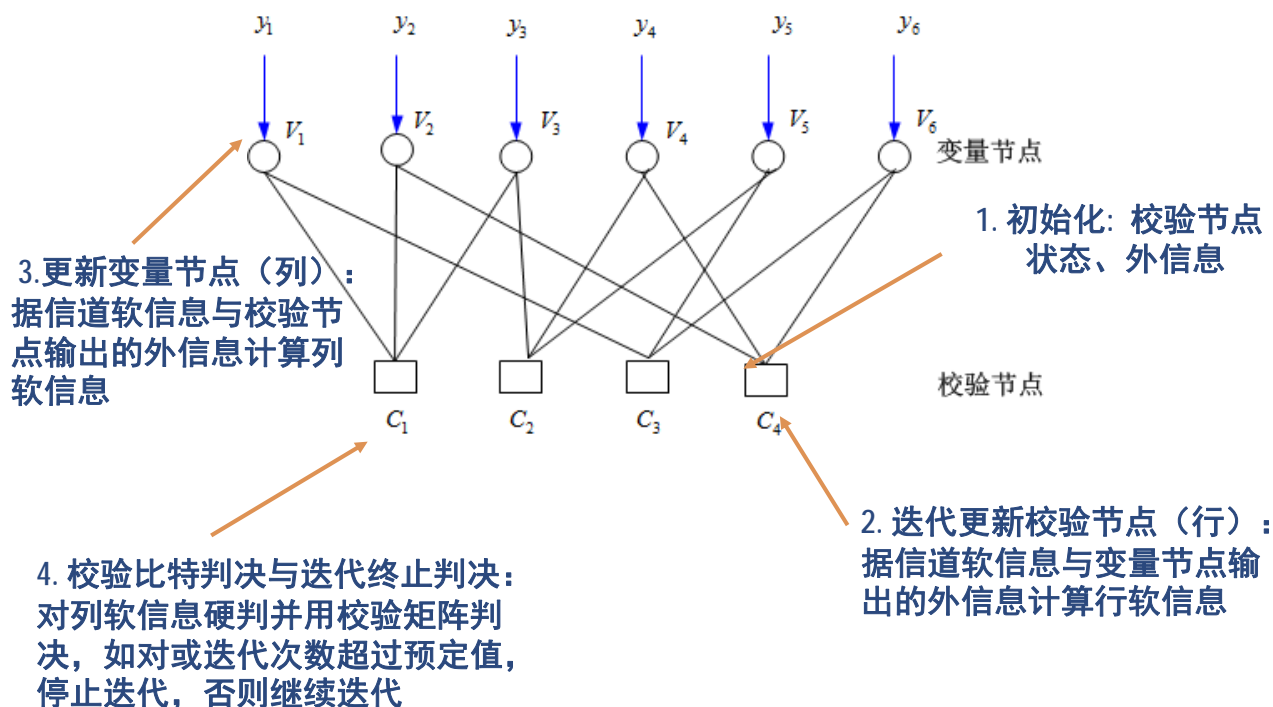 y₁ y₂ y₃ y₄ y₅ y₆
V₁ V₂ V₃ V₄ V₅ V₆
变量节点
1. 初始化: 校验节点
状态、外信息
3.更新变量节点（列）：
据信道软信息与校验节
点输出的外信息计算列
软信息
校验节点
C₁ C₂ C₃ C₄
2. 迭代更新校验节点（行）：
据信道软信息与变量节点输
出的外信息计算行软信息
4. 校验比特判决与迭代终止判决：
对列软信息硬判并用校验矩阵判
决，如对或迭代次数超过预定值，
停止迭代，否则继续迭代